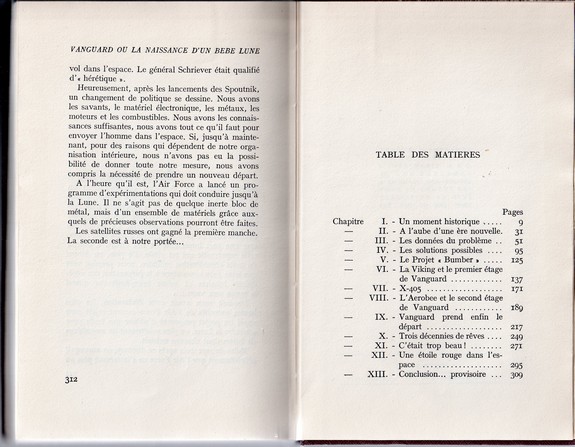 VANGUARD OU LA NAISSANCE D'UN BEBE LUNE
vol dans l'espace. Le général Schriever était qualifié
d'« hérétique ».
Heureusement, après les lancements des Spoutnik,
un changement de politique se dessine. Nous avons
les savants, le matériel électronique, les métaux, les
moteurs et les combustibles. Nous avons les connais-
sances suffisantes, nous avons tout ce qu'il faut pour
envoyer l'homme dans l'espace. Si, jusqu'à mainte-
nant, pour des raisons qui dépendent de notre orga-
nisation intérieure, nous n'avons pas eu la possi-
bilité de donner toute notre mesure, nous avons
compris la nécessité de prendre un nouveau départ.
A l'heure qu'il est, l'Air Force a lancé un pro-
gramme d'expérimentations qui doit conduire jusqu'à
la Lune. Il ne s'agit pas de quelque inerte bloc de
métal, mais d'un ensemble de matériels grâce aux-
quels de précieuses observations pourront être faites.
Les satellites russes ont gagné la première manche.
La seconde est à notre portée...
312
TABLE DES MATIERES
Pages
Chapitre I. - Un moment historique ..... 9
— II. - A l'aube d'une ère nouvelle. 31
— III. - Les données du problème .. 51
— IV. - Les solutions possibles .... 95
— V. - Le Projet « Bumber » ..... 125
— VI. - La Viking et le premier étage
de Vanguard ............ 137
— VII. - X-405 .................. 171
— VIII. - L'Aerobee et le second étage
de Vanguard ............ 189
— IX. - Vanguard prend enfin le
départ .................. 217
— X. - Trois décennies de rêves .... 249
— XI. - C'était trop beau ! ........ 271
— XII. - Une étoile rouge dans l'es-
pace .................... 295
— XIII. - Conclusion... provisoire ... 309